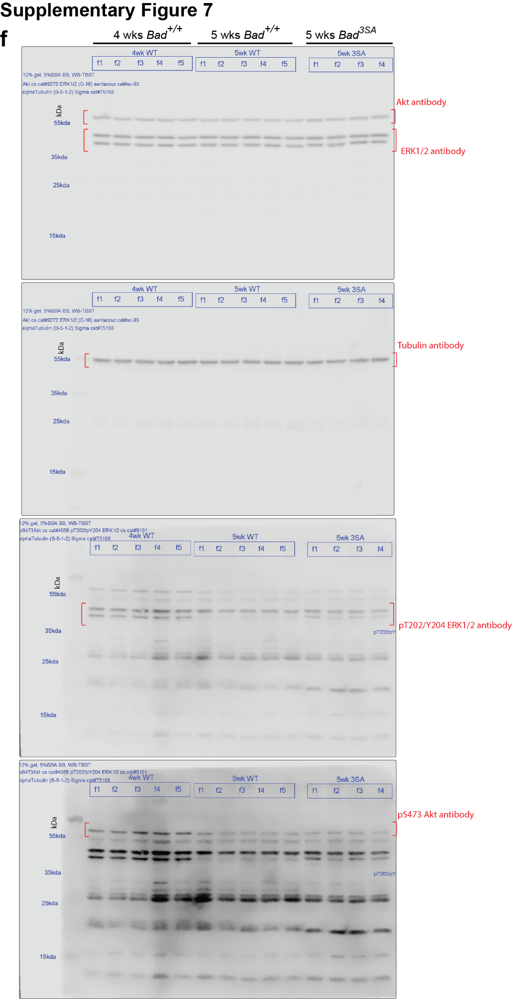 Supplementary Figure 7
f
4 wks Bad+/+ 5 wks Bad+/+ 5 wks Bad3SA
4wk WT 5wk WT 5wk 3SA
f1 f2 f3 f4 f5 f1 f2 f3 f4 f5 f1 f2 f3 f4
12% gel, 5%BSA BB, WB-TBST
Akt cs cat#9272 ERK1/2 (C-16) santacruz cat#sc-93
alphaTubulin (B-5-1-2) Sigma cat#T5168
Akt antibody
kDa
55kda
ERK1/2 antibody
35kda
25kda
15kda
4wk WT 5wk WT 5wk 3SA
f1 f2 f3 f4 f5 f1 f2 f3 f4 f5 f1 f2 f3 f4
12% gel, 5%BSA BB, WB-TBST
Akt cs cat#9272 ERK1/2 (C-16) santacruz cat#sc-93
alphaTubulin (B-5-1-2) Sigma cat#T5168
Tubulin antibody
kDa
55kda
35kda
25kda
15kda
12% gel, 5%BSA BB, WB-TBST
pS473Akt cs cat#4058 pT202/pY204 ERK1/2 cs cat#9101
alphaTubulin (B-5-1-2) Sigma cat#T5168
4wk WT 5wk WT 5wk 3SA
f1 f2 f3 f4 f5 f1 f2 f3 f4 f5 f1 f2 f3 f4
kDa
55kda
pT202/Y204 ERK1/2 antibody
35kda
pT202/pY
25kda
15kda
12% gel, 5%BSA BB, WB-TBST
pS473Akt cs cat#4058 pT202/pY204 ERK1/2 cs cat#9101
alphaTubulin (B-5-1-2) Sigma cat#T5168
4wk WT 5wk WT 5wk 3SA
f1 f2 f3 f4 f5 f1 f2 f3 f4 f5 f1 f2 f3 f4
pS473 Akt antibody
kDa
55kda
35kda
pT202/pY
25kda
15kda